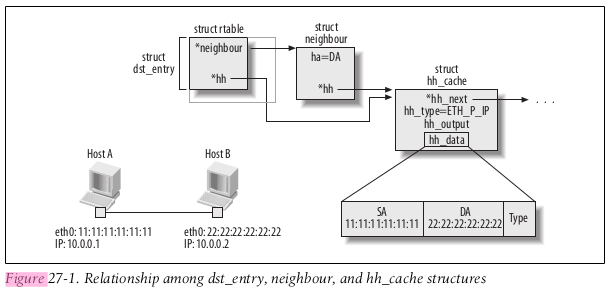 struct rtable
struct
dst_entry
*neighbour
*hh
struct
neighbour
ha=DA
*hh
struct
hh_cache
*hh_next
. . .
hh_type=ETH_P_IP
hh_output
hh_data
Host A
Host B
eth0: 11:11:11:11:11:11
IP: 10.0.0.1
eth0: 22:22:22:22:22:22
IP: 10.0.0.2
SA
11:11:11:11:11:11
DA
22:22:22:22:22:22
Type
Figure 27-1. Relationship among dst_entry, neighbour, and hh_cache structures